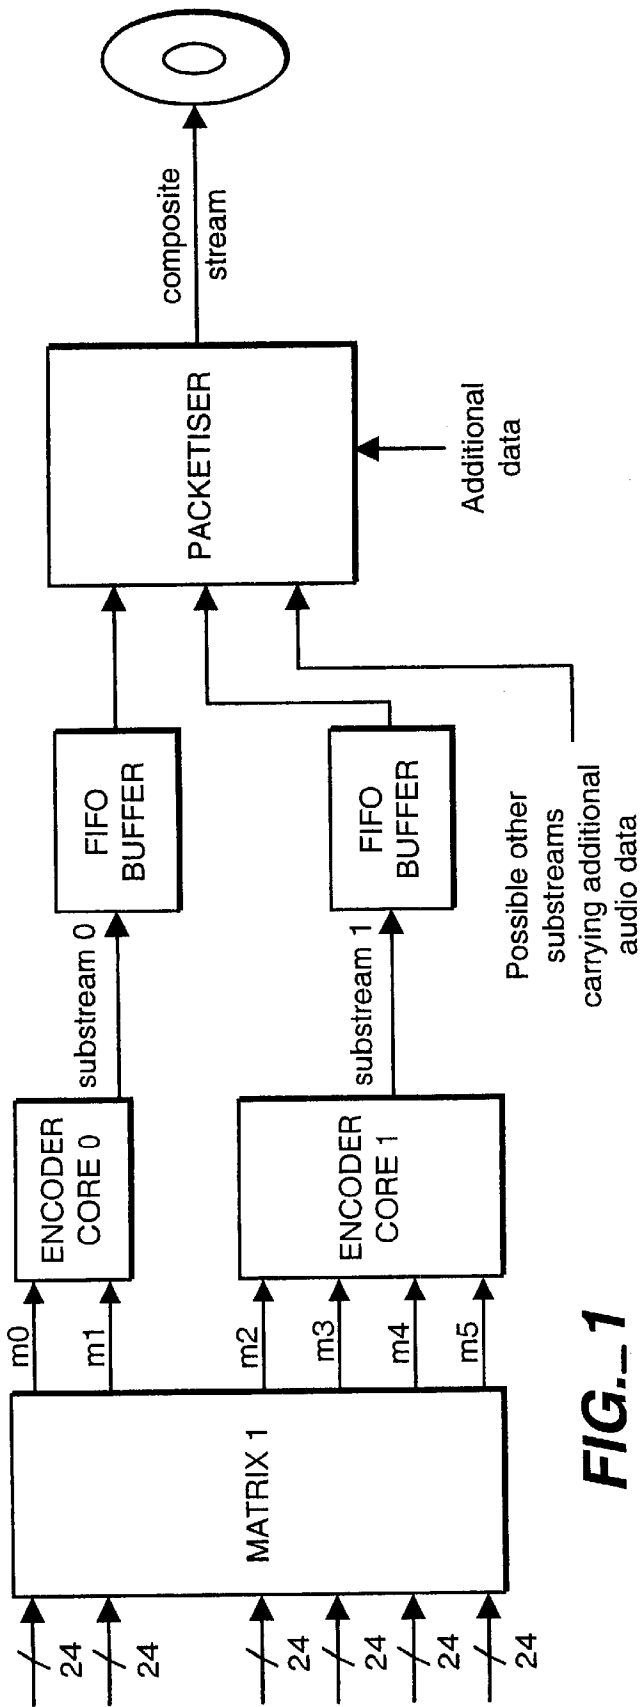 24
24
24
24
24
24
MATRIX 1
m0
m1
m2
m3
m4
m5
ENCODER
CORE 0
ENCODER
CORE 1
substream 0
substream 1
FIFO
BUFFER
FIFO
BUFFER
Possible other
substreams
carrying additional
audio data
PACKETISER
Additional
data
composite
stream
FIG._1